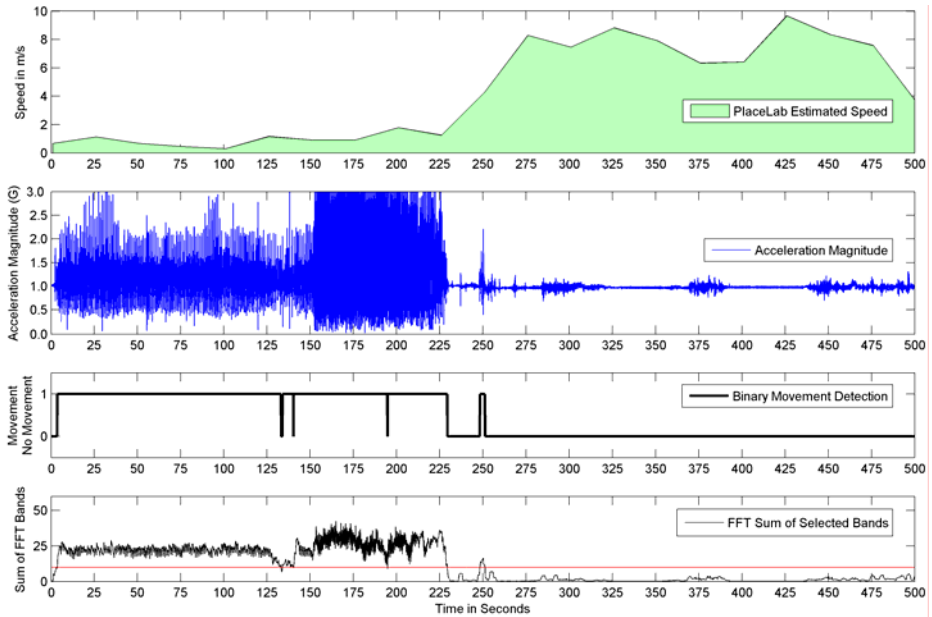 10
8
6
4
2
0
Speed in m/s
PlaceLab Estimated Speed
0 25 50 75 100 125 150 175 200 225 250 275 300 325 350 375 400 425 450 475 500
3.0
2.5
2.0
1.5
1.0
0.5
0.0
Acceleration Magnitude (G)
Acceleration Magnitude
0 25 50 75 100 125 150 175 200 225 250 275 300 325 350 375 400 425 450 475 500
1
0
Movement
No Movement
Binary Movement Detection
0 25 50 75 100 125 150 175 200 225 250 275 300 325 350 375 400 425 450 475 500
50
25
0
Sum of FFT Bands
FFT Sum of Selected Bands
0 25 50 75 100 125 150 175 200 225 250 275 300 325 350 375 400 425 450 475 500
Time in Seconds